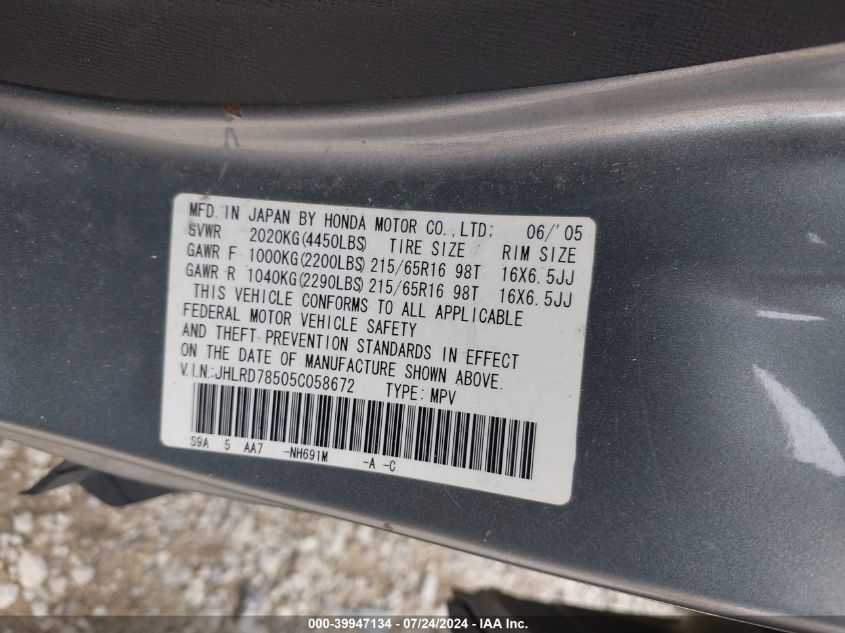 MFD. IN JAPAN BY HONDA MOTOR CO., LTD: 06/'05
GVWR 2020KG(4450LBS) TIRE SIZE RIM SIZE
GAWR F 1000KG(2200LBS) 215/65R16 98T 16X6.5JJ
GAWR R 1040KG(2290LBS) 215/65R16 98T 16X6.5JJ
THIS VEHICLE CONFORMS TO ALL APPLICABLE
FEDERAL MOTOR VEHICLE SAFETY
AND THEFT PREVENTION STANDARDS IN EFFECT
ON THE DATE OF MANUFACTURE SHOWN ABOVE.
V.I.N:JHLRD78505C058672 TYPE: MPV
S9A 5 AA7 -NH691M -A -C
000-39947134 - 07/24/2024 - IAA Inc.